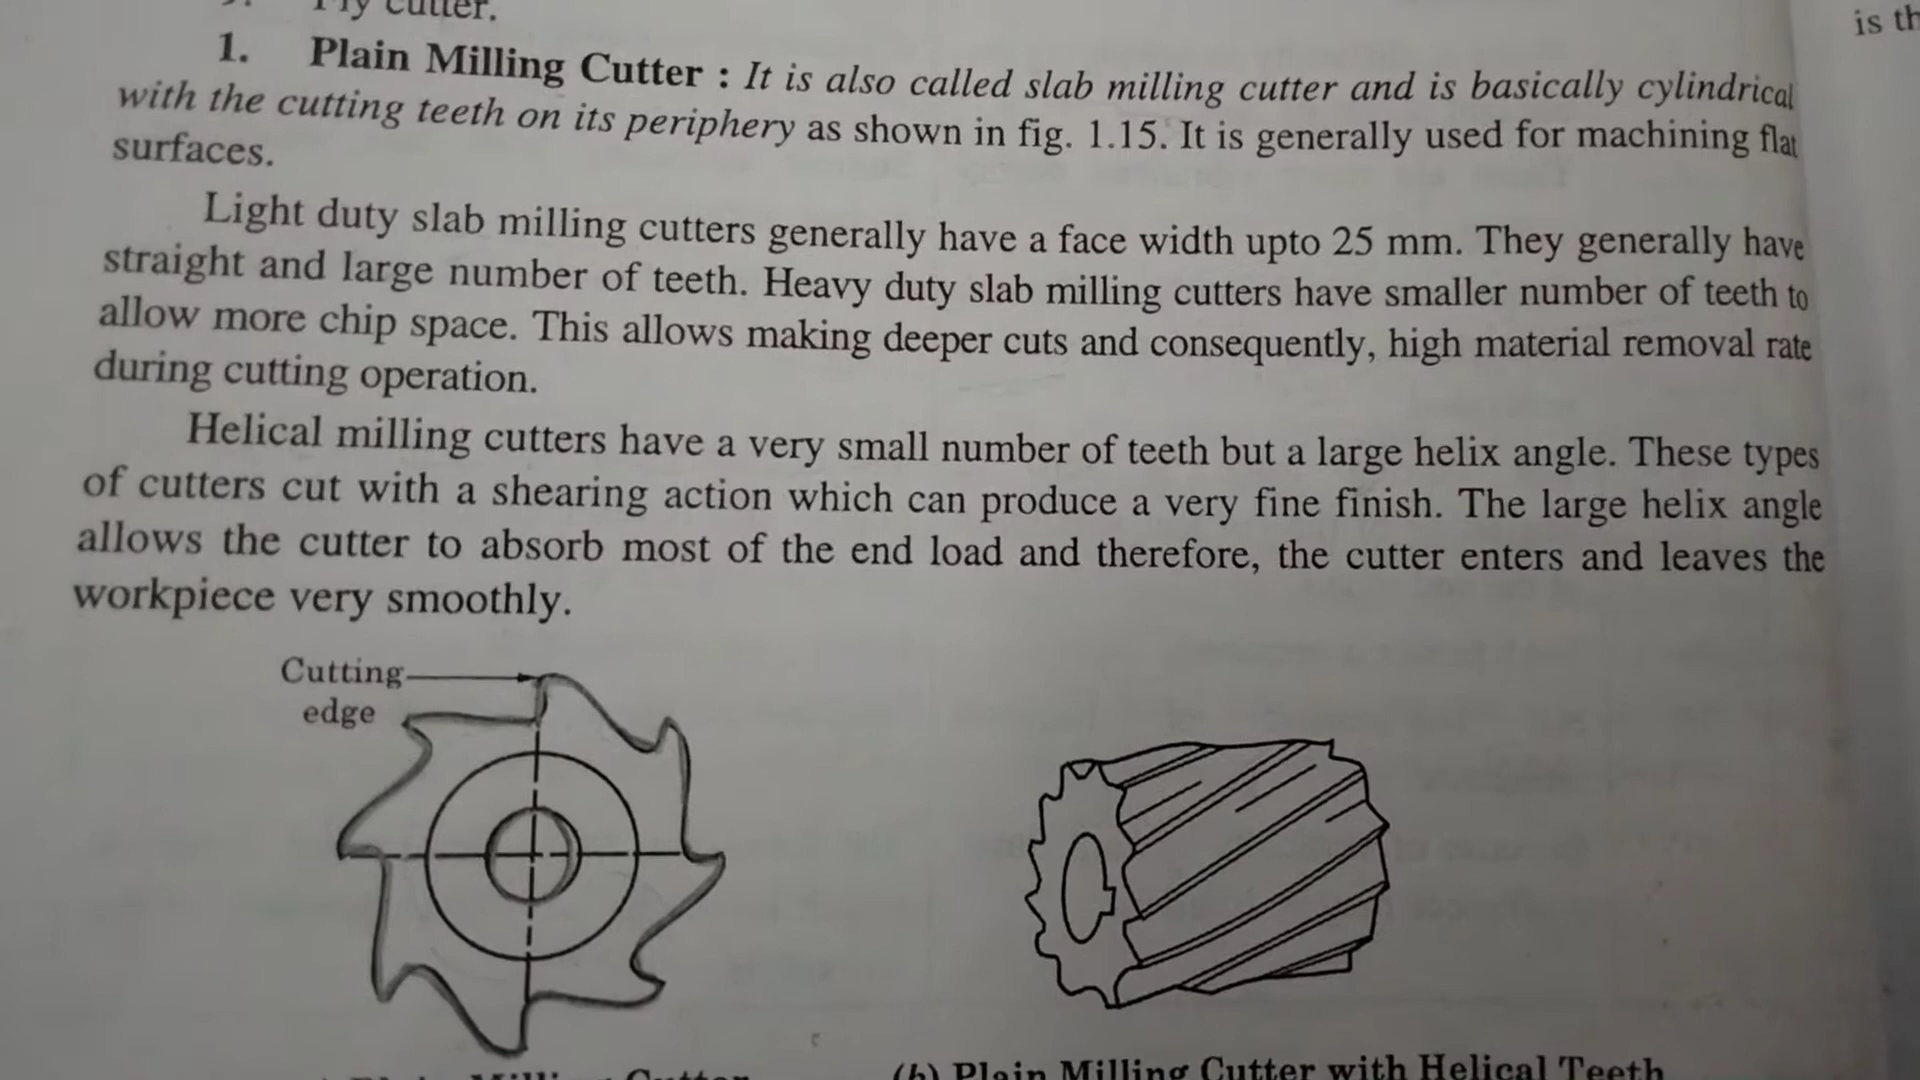 Fly cutter.
is th
1. Plain Milling Cutter : It is also called slab milling cutter and is basically cylindrical
with the cutting teeth on its periphery as shown in fig. 1.15. It is generally used for machining flat
surfaces.
Light duty slab milling cutters generally have a face width upto 25 mm. They generally have
straight and large number of teeth. Heavy duty slab milling cutters have smaller number of teeth to
allow more chip space. This allows making deeper cuts and consequently, high material removal rate
during cutting operation.
Helical milling cutters have a very small number of teeth but a large helix angle. These types
of cutters cut with a shearing action which can produce a very fine finish. The large helix angle
allows the cutter to absorb most of the end load and therefore, the cutter enters and leaves the
workpiece very smoothly.
Cutting
edge
Plain Milling Cutter
(b) Plain Milling Cutter with Helical Teeth